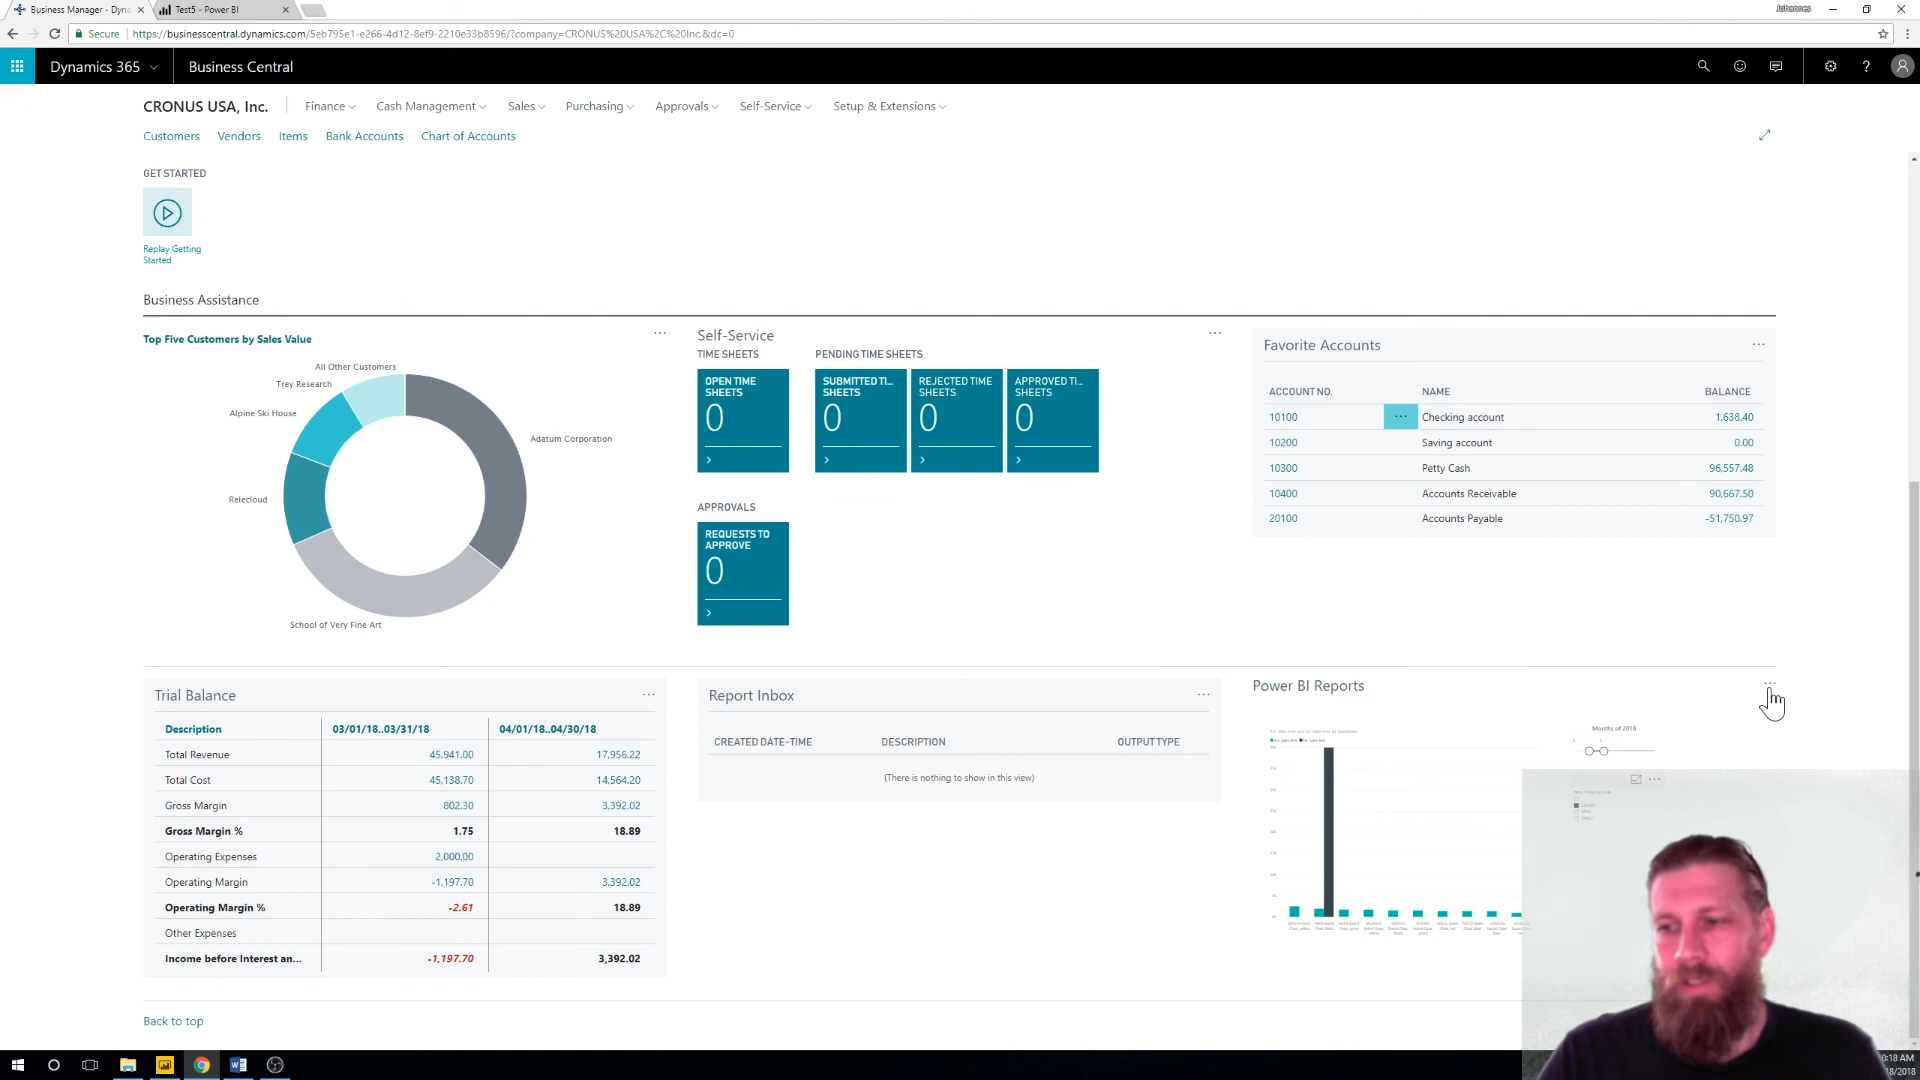 Business Manager - Dyna
Test5 - Power BI
Johannes
Secure
https://businesscentral.dynamics.com/5eb795e1-e266-4d12-8ef9-2210e33b8596/?company=CRONUS%20USA%2C%20Inc.&dc=0
Dynamics 365
Business Central
?
CRONUS USA, Inc.
Finance
Cash Management
Sales
Purchasing
Approvals
Self-Service
Setup & Extensions
Customers
Vendors
Items
Bank Accounts
Chart of Accounts
GET STARTED
Replay Getting
Started
Business Assistance
Top Five Customers by Sales Value
All Other Customers
Trey Research
Alpine Ski House
Adatum Corporation
Relecloud
School of Very Fine Art
Self-Service
TIME SHEETS
PENDING TIME SHEETS
OPEN TIME
SHEETS
0
SUBMITTED TI...
SHEETS
0
REJECTED TIME
SHEETS
0
APPROVED TI...
SHEETS
0
APPROVALS
REQUESTS TO
APPROVE
0
Favorite Accounts
ACCOUNT NO. NAME BALANCE
10100 ... Checking account 1,638.40
10200 Saving account 0.00
10300 Petty Cash 96,557.48
10400 Accounts Receivable 90,667.50
20100 Accounts Payable -51,750.97
Trial Balance
Description 03/01/18..03/31/18 04/01/18..04/30/18
Total Revenue 45,941.00 17,956.22
Total Cost 45,138.70 14,564.20
Gross Margin 802.30 3,392.02
Gross Margin % 1.75 18.89
Operating Expenses 2,000.00
Operating Margin -1,197.70 3,392.02
Operating Margin % -2.61 18.89
Other Expenses
Income before Interest an... -1,197.70 3,392.02
Report Inbox
CREATED DATE-TIME DESCRIPTION OUTPUT TYPE
(There is nothing to show in this view)
Power BI Reports
Months of 2018
Back to top
0:18 AM
18/2018